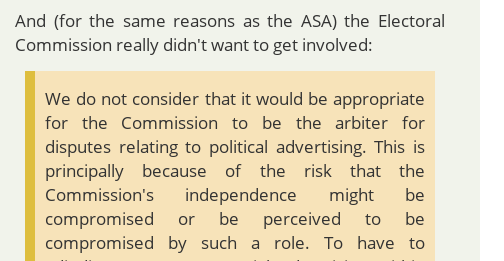 And (for the same reasons as the ASA) the Electoral
Commission really didn't want to get involved:
We do not consider that it would be appropriate
for the Commission to be the arbiter for
disputes relating to political advertising. This is
principally because of the risk that the
Commission's independence might be
compromised or be perceived to be
compromised by such a role. To have to